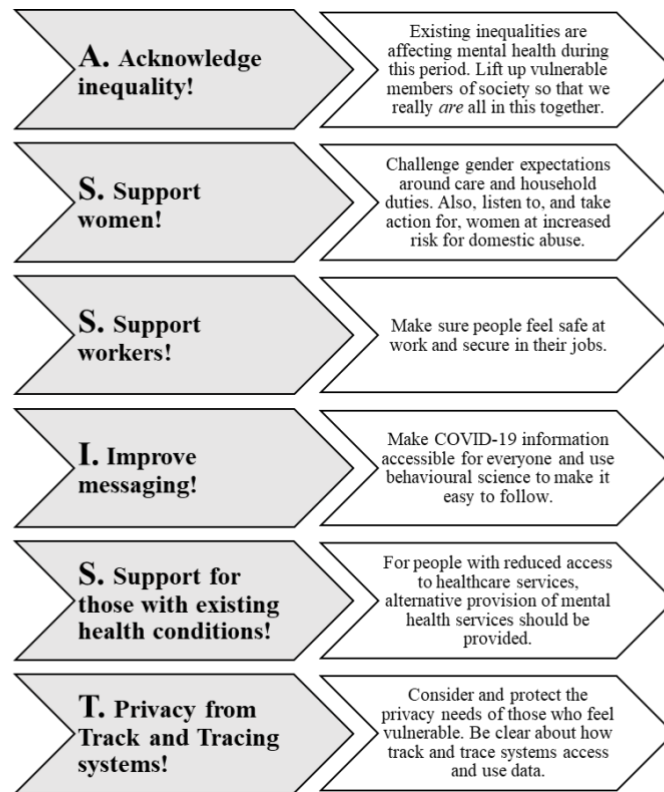 A. Acknowledge
inequality!
Existing inequalities are
affecting mental health during
this period. Lift up vulnerable
members of society so that we
really are all in this together.
S. Support
women!
Challenge gender expectations
around care and household
duties. Also, listen to, and take
action for, women at increased
risk for domestic abuse.
S. Support
workers!
Make sure people feel safe at
work and secure in their jobs.
I. Improve
messaging!
Make COVID-19 information
accessible for everyone and use
behavioural science to make it
easy to follow.
S. Support for
those with existing
health conditions!
For people with reduced access
to healthcare services,
alternative provision of mental
health services should be
provided.
T. Privacy from
Track and Tracing
systems!
Consider and protect the
privacy needs of those who feel
vulnerable. Be clear about how
track and trace systems access
and use data.